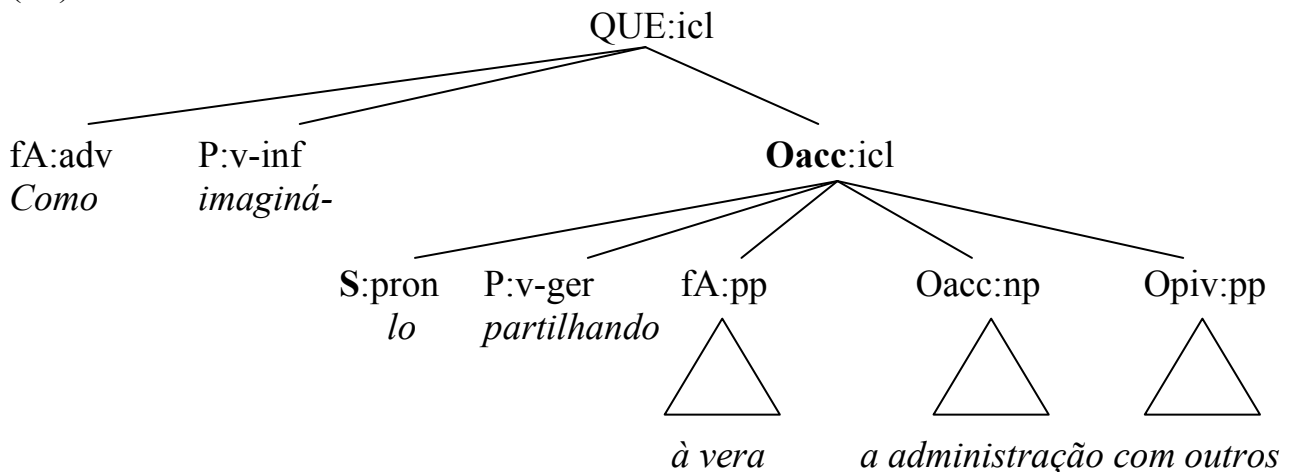 QUE:icl
fA:adv P:v-inf Oacc:icl
Como imaginá-
S:pron P:v-ger fA:pp Oacc:np Opiv:pp
lo partilhando
à vera a administração com outros